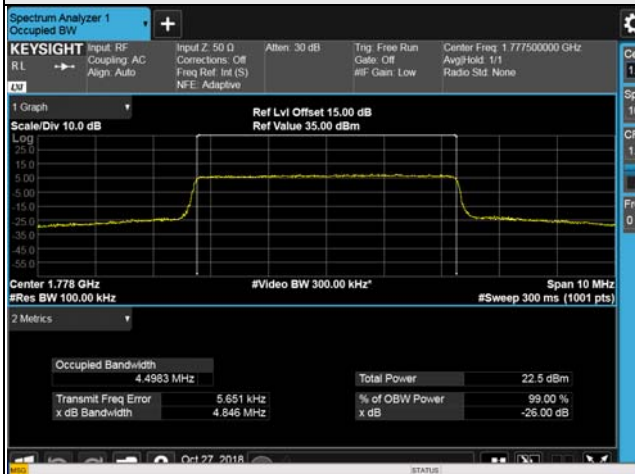 Spectrum Analyzer 1
Occupied BW
KEYSIGHT
Input: RF
Coupling: AC
Align: Auto
Input Z: 50 Ω
Corrections: Off
Freq Ref: Int (S)
NFE: Adaptive
Atten: 30 dB
Trig: Free Run
Gate: Off
#IF Gain: Low
Center Freq: 1.777500000 GHz
Avg|Hold: 1/1
Radio Std: None
RL
LXI
1 Graph
Scale/Div 10.0 dB
Ref Lvl Offset 15.00 dB
Ref Value 35.00 dBm
Log
25.0
15.0
5.00
-5.00
-15.0
-25.0
-35.0
-45.0
-55.0
Center 1.778 GHz
#Res BW 100.00 kHz
#Video BW 300.00 kHz*
Span 10 MHz
#Sweep 300 ms (1001 pts)
2 Metrics
Occupied Bandwidth
4.4983 MHz
Total Power 22.5 dBm
Transmit Freq Error 5.651 kHz
% of OBW Power 99.00 %
x dB Bandwidth 4.846 MHz
x dB -26.00 dB
Oct 27, 2018
MSG
STATUS